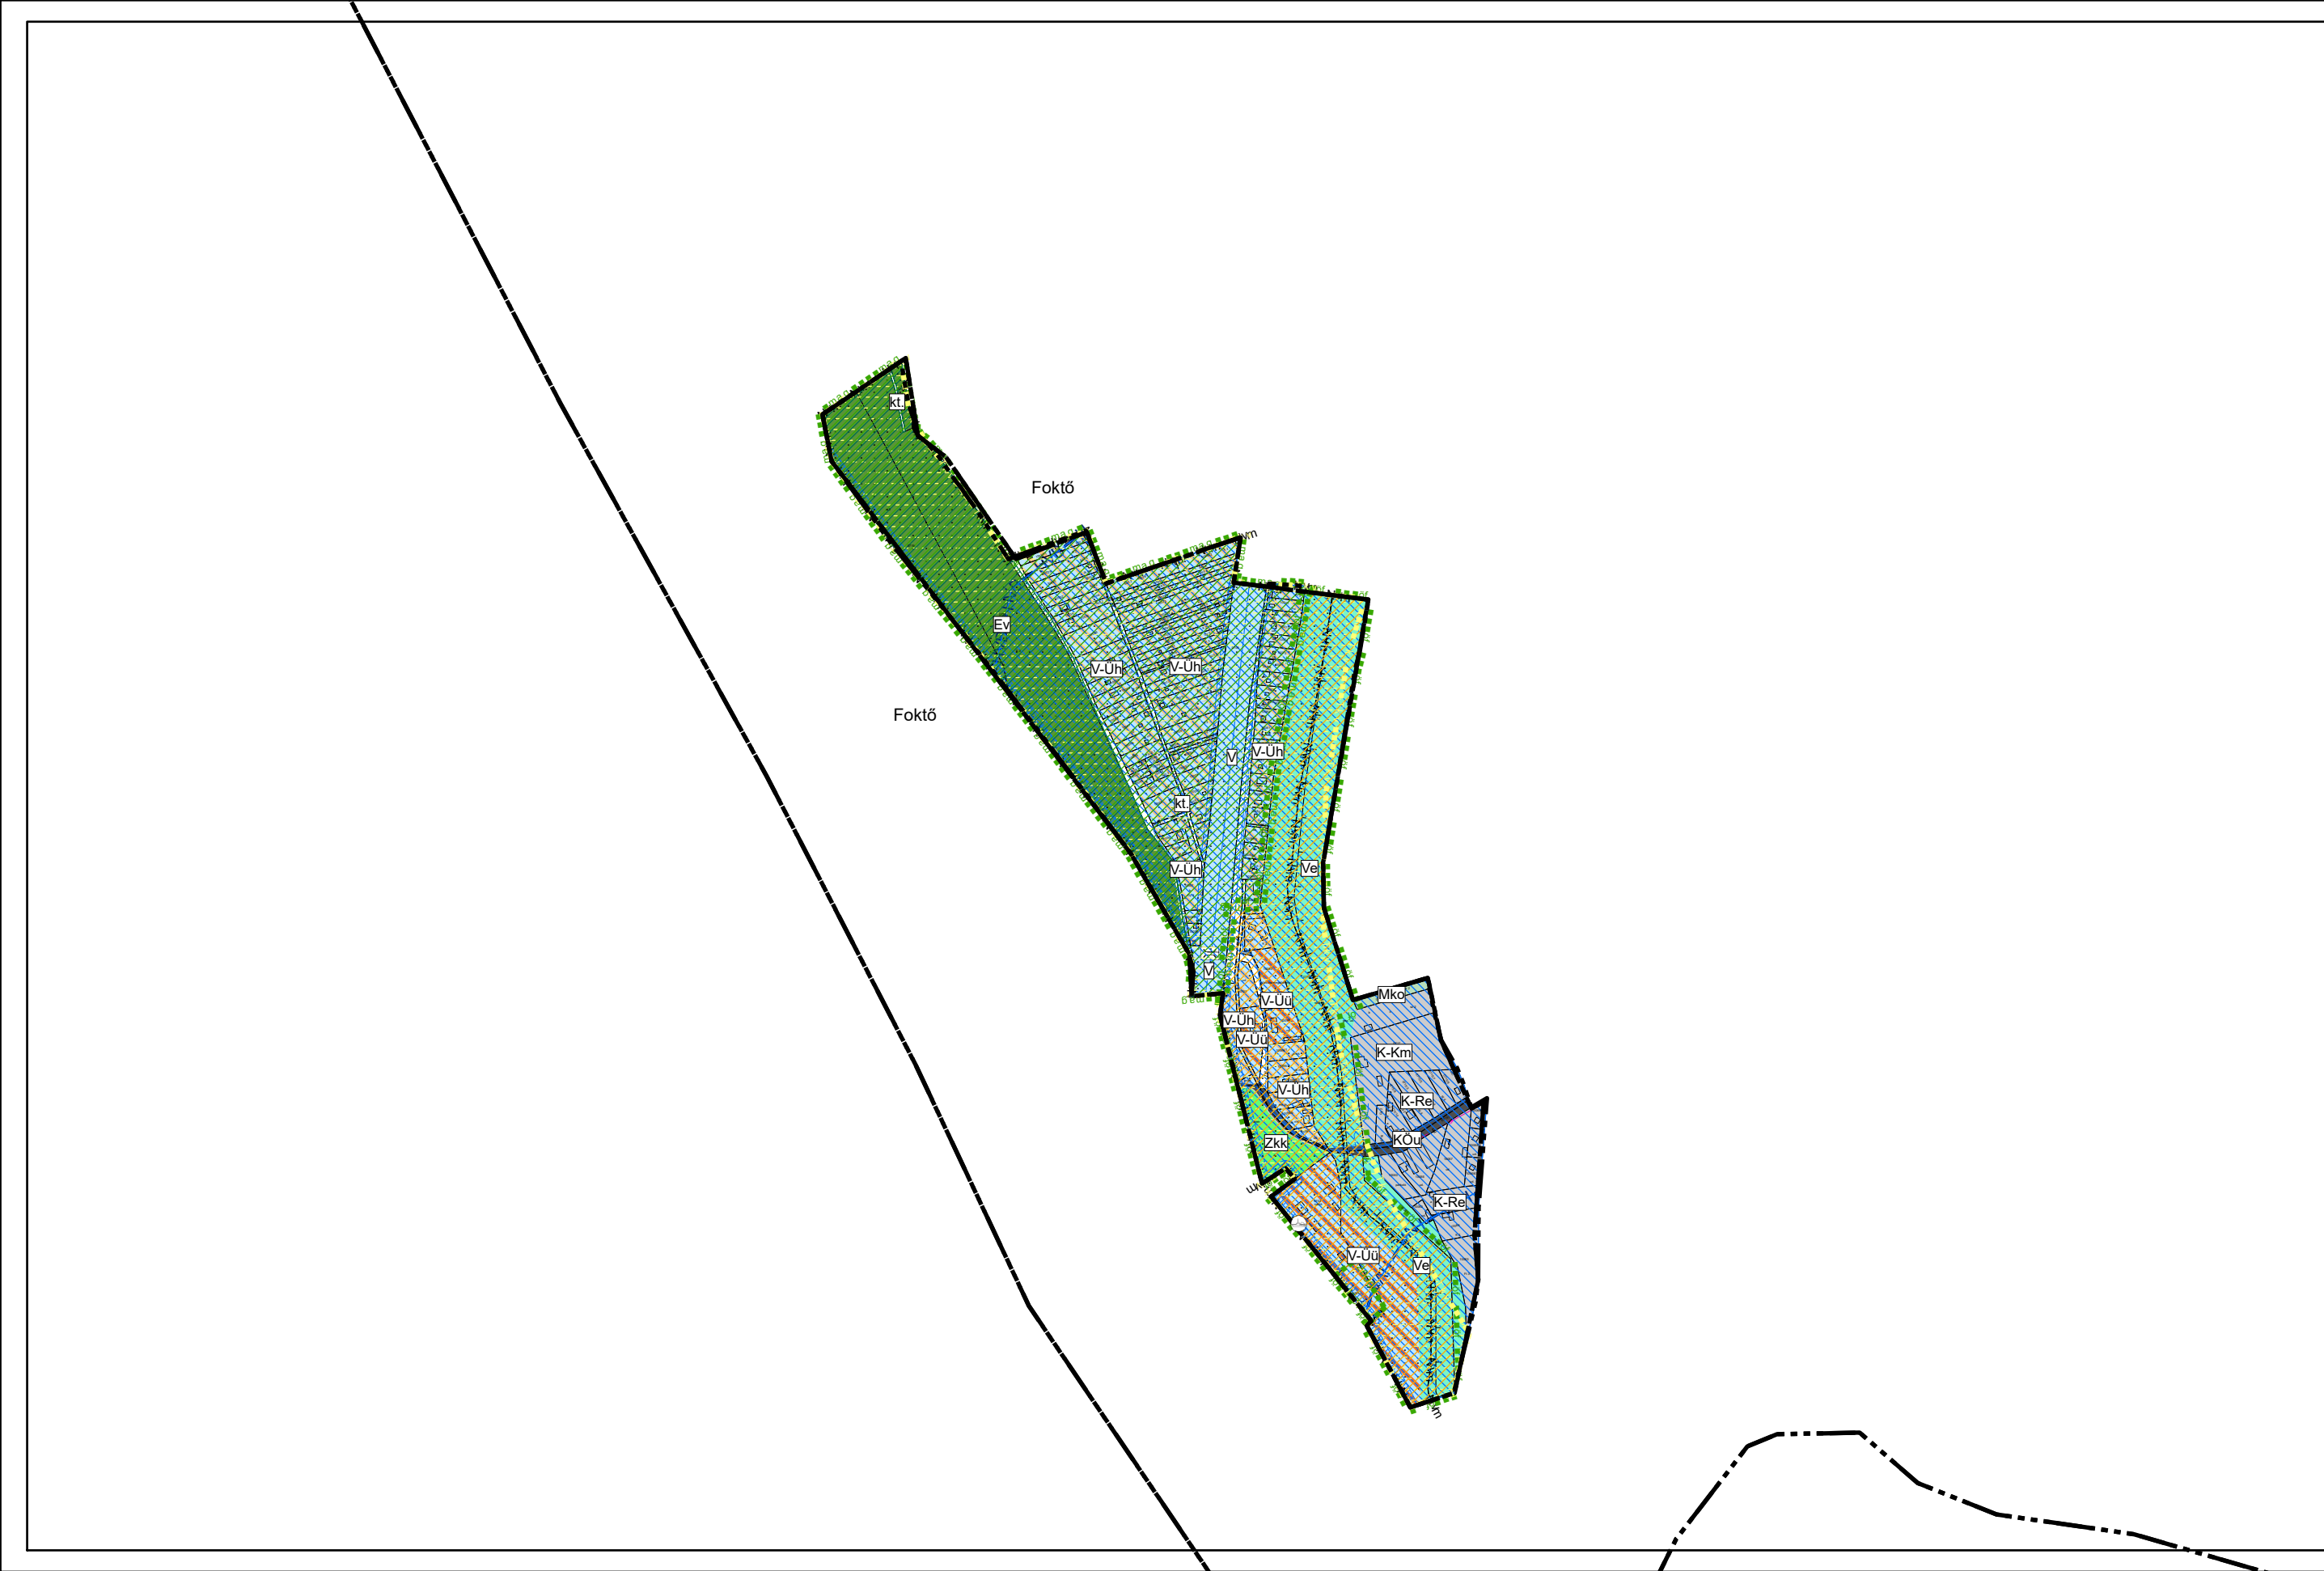 kt.
Foktő
Ev
V-Üh
V-Üh
Foktő
V
V-Üh
kt.
V-Üh
Ve
V
Mko
V-Üü
V-Üh
V-Üü
K-Km
V-Üh
K-Re
KÖu
Zkk
K-Re
V-Üü
Ve